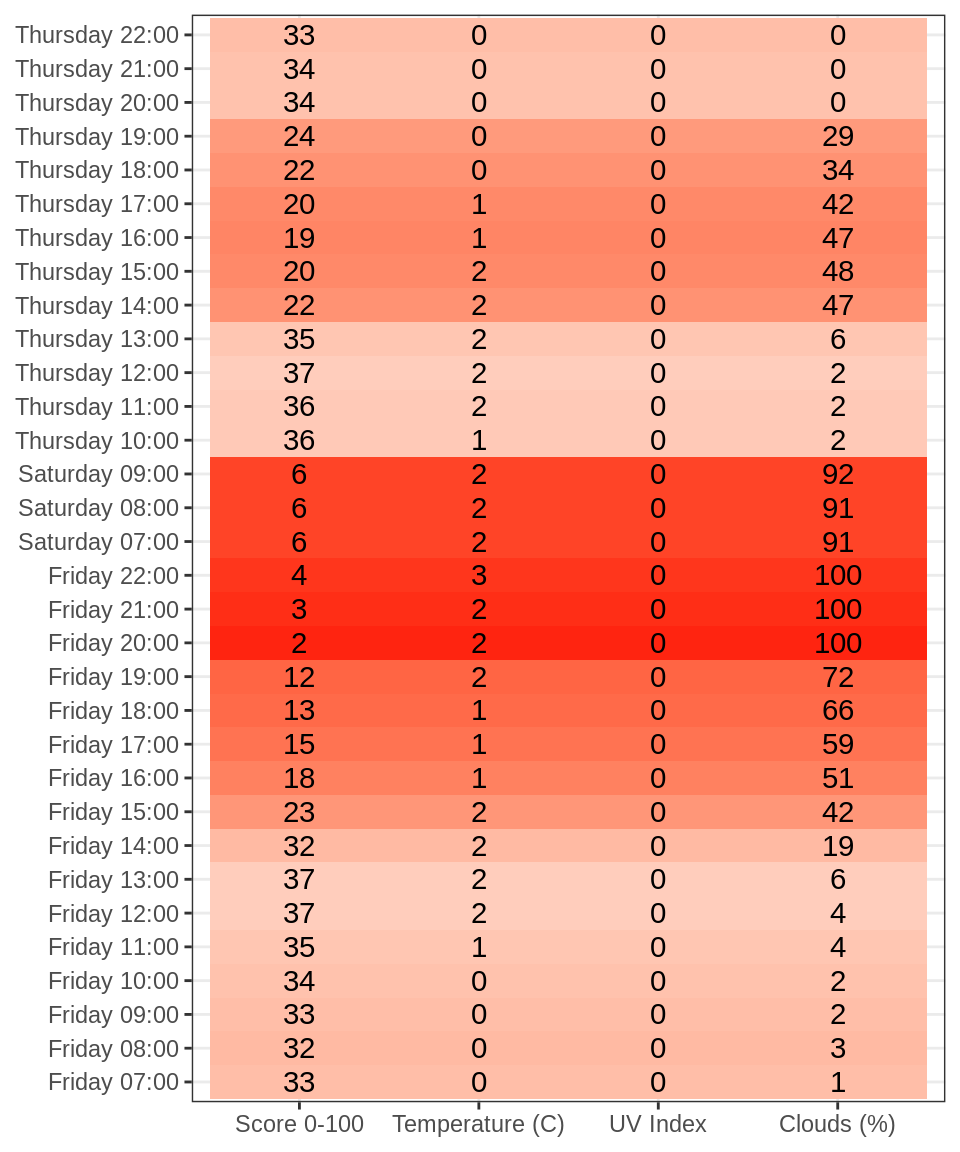 Thursday 22:00 33 0 0 0
Thursday 21:00 34 0 0 0
Thursday 20:00 34 0 0 0
Thursday 19:00 24 0 0 29
Thursday 18:00 22 0 0 34
Thursday 17:00 20 1 0 42
Thursday 16:00 19 1 0 47
Thursday 15:00 20 2 0 48
Thursday 14:00 22 2 0 47
Thursday 13:00 35 2 0 6
Thursday 12:00 37 2 0 2
Thursday 11:00 36 2 0 2
Thursday 10:00 36 1 0 2
Saturday 09:00 6 2 0 92
Saturday 08:00 6 2 0 91
Saturday 07:00 6 2 0 91
Friday 22:00 4 3 0 100
Friday 21:00 3 2 0 100
Friday 20:00 2 2 0 100
Friday 19:00 12 2 0 72
Friday 18:00 13 1 0 66
Friday 17:00 15 1 0 59
Friday 16:00 18 1 0 51
Friday 15:00 23 2 0 42
Friday 14:00 32 2 0 19
Friday 13:00 37 2 0 6
Friday 12:00 37 2 0 4
Friday 11:00 35 1 0 4
Friday 10:00 34 0 0 2
Friday 09:00 33 0 0 2
Friday 08:00 32 0 0 3
Friday 07:00 33 0 0 1
Score 0-100 Temperature (C) UV Index Clouds (%)